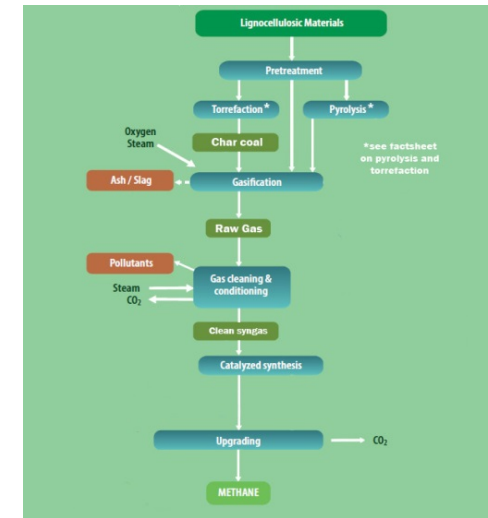 Lignocellulosic Materials
Pretreatment
Torrefaction *
Pyrolysis *
Oxygen
Steam
Char coal
*see factsheet
on pyrolysis and
torrefaction
Ash / Slag
Gasification
Raw Gas
Pollutants
Gas cleaning &
conditioning
Steam
CO₂
Clean syngas
Catalyzed synthesis
Upgrading
CO₂
METHANE